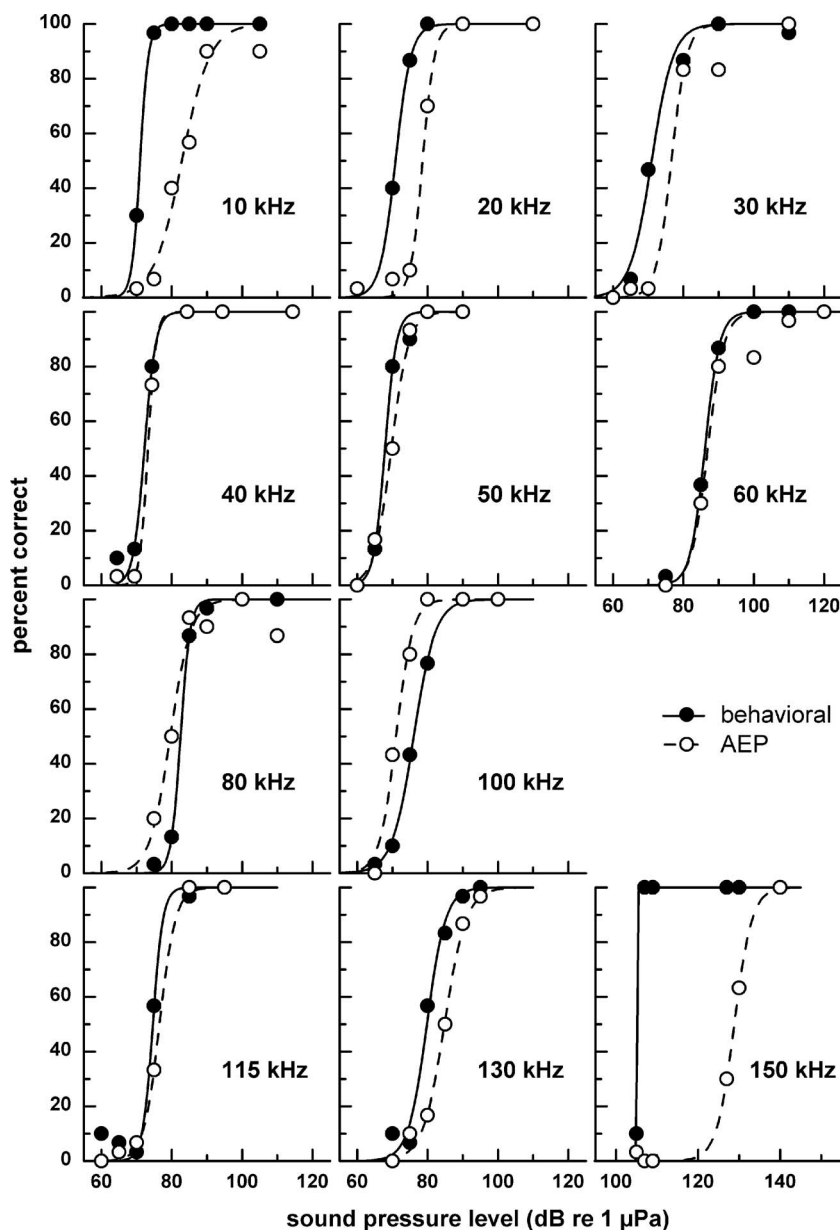 percent correct
100
80
60
40
20
0
10 kHz
20 kHz
30 kHz
80
60
40
20
0
40 kHz
50 kHz
60 kHz
60 80 100 120
80
60
40
20
0
80 kHz
100 kHz
behavioral
AEP
80
60
40
20
0
115 kHz
130 kHz
150 kHz
60 80 100 120
60 80 100 120
100 120 140
sound pressure level (dB re 1 µPa)